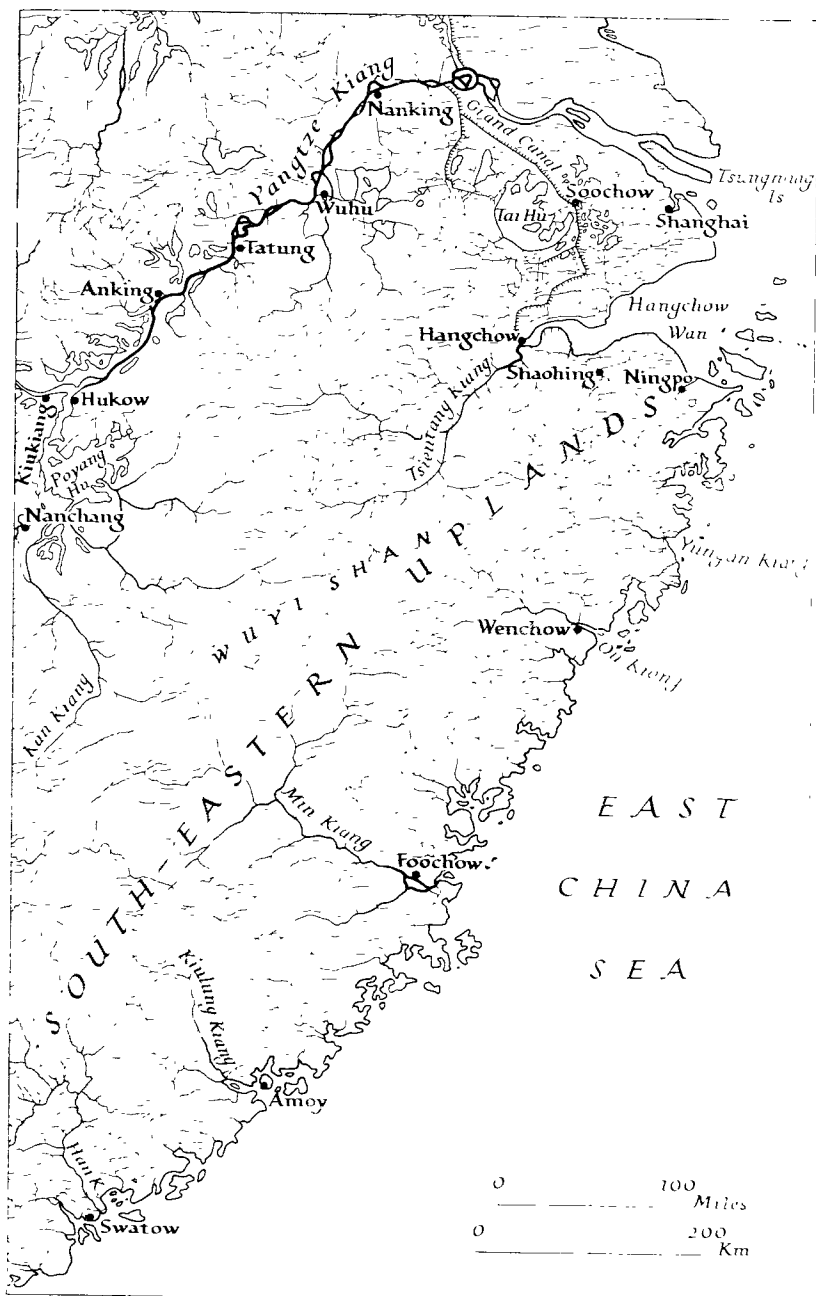 Yangtze Kiang
Nanking
Grand Canal
Wuhu
Soochow
Tai Hu
Shanghai
Is
Tatung
Anking
Hangchow
Wan
Hangchow
Shaohing
Ningpo
Hukow
Kiukiang
Tsientang Kiang
Poyang
Hu
Nanchang
WUYI SHAN
SOUTH-EASTERN UPLANDS
Kiang
Wenchow
Kan Kiang
Min Kiang
EAST
CHINA
SEA
Foochow
Kiulung Kiang
Amoy
Han K.
Swatow
0 100
Miles
0 200
Km